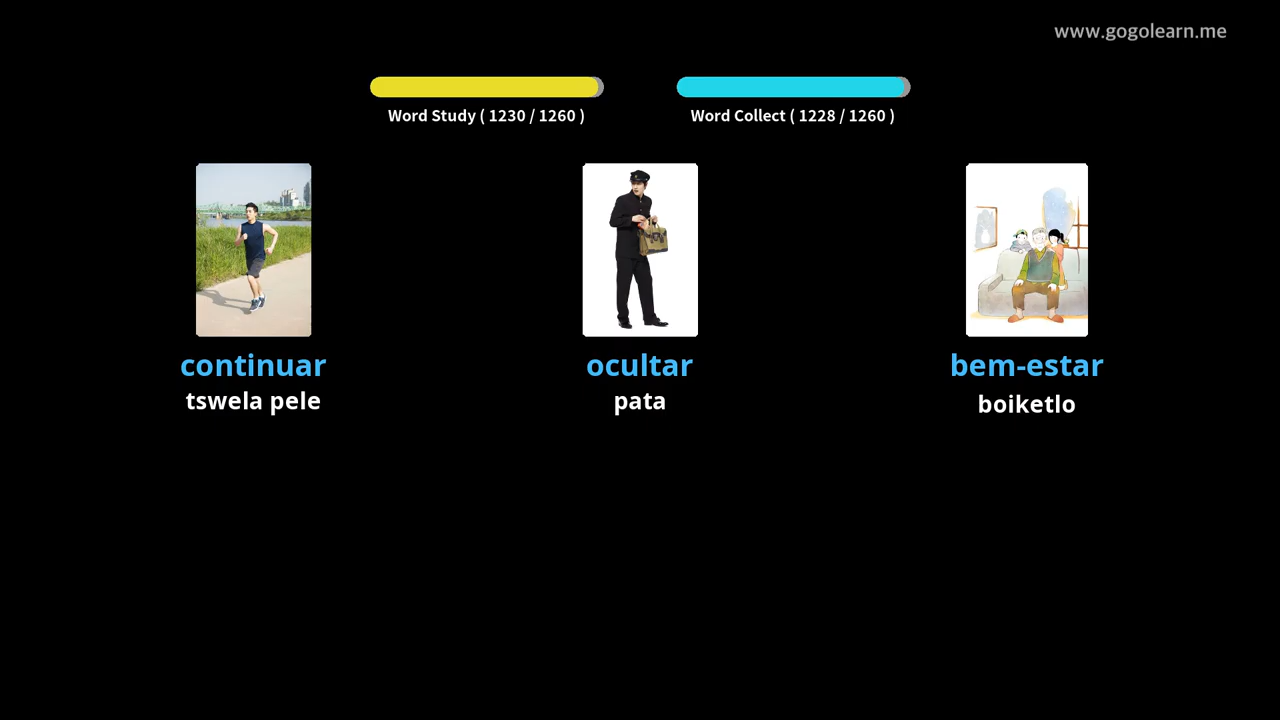 www.gogolearn.me
Word Study ( 1230 / 1260 )
Word Collect ( 1228 / 1260 )
continuar
tswela pele
ocultar
pata
bem-estar
boiketlo